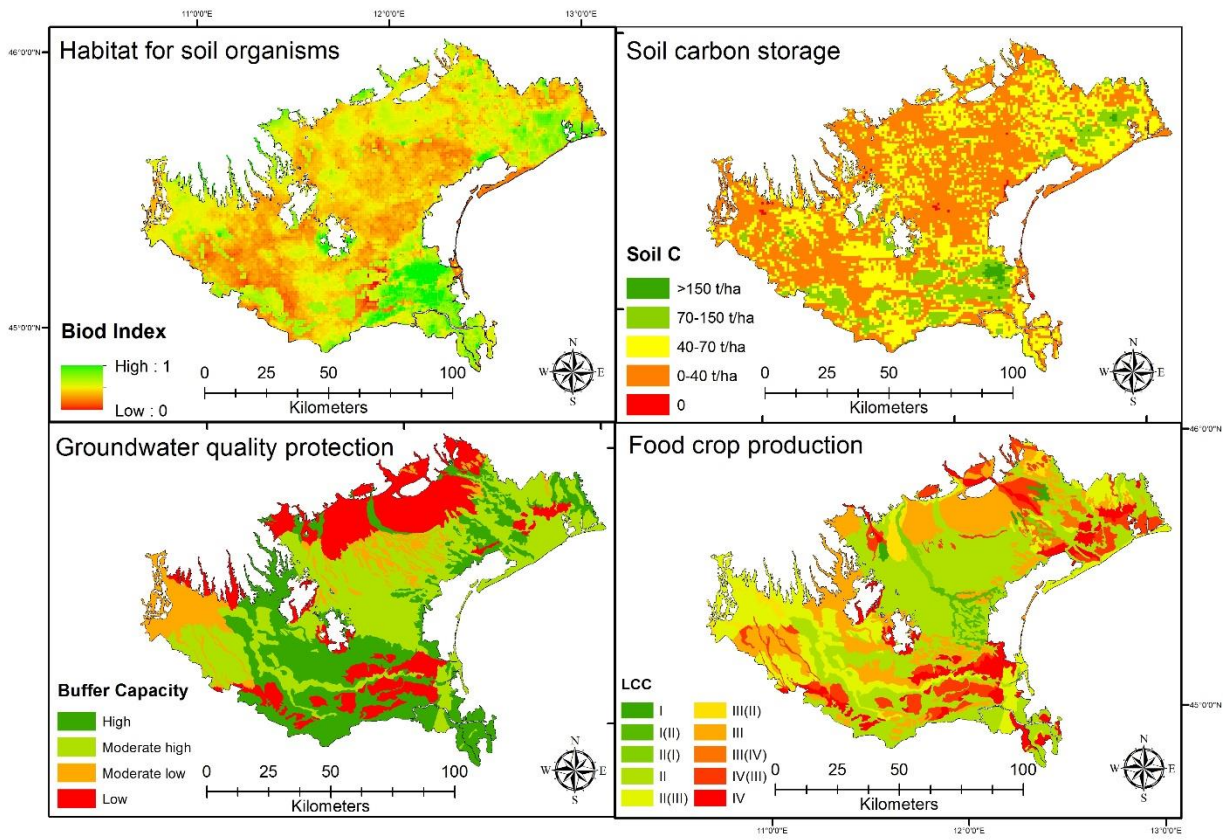 11°0'0"E 12°0'0"E 13°0'0"E
46°0'0"N
45°0'0"N
Habitat for soil organisms
Biod Index
High : 1
Low : 0
0 25 50 100
Kilometers
N
W E
S
Soil carbon storage
Soil C
>150 t/ha
70-150 t/ha
40-70 t/ha
0-40 t/ha
0
0 25 50 100
Kilometers
N
W E
S
Groundwater quality protection
Buffer Capacity
High
Moderate high
Moderate low
Low
0 25 50 100
Kilometers
N
W E
S
Food crop production
LCC
I III(II)
I(II) III
II(I) III(IV)
II IV(III)
II(III) IV
0 25 50 100
Kilometers
N
W E
S
46°0'0"N
45°0'0"N
11°0'0"E 12°0'0"E 13°0'0"E